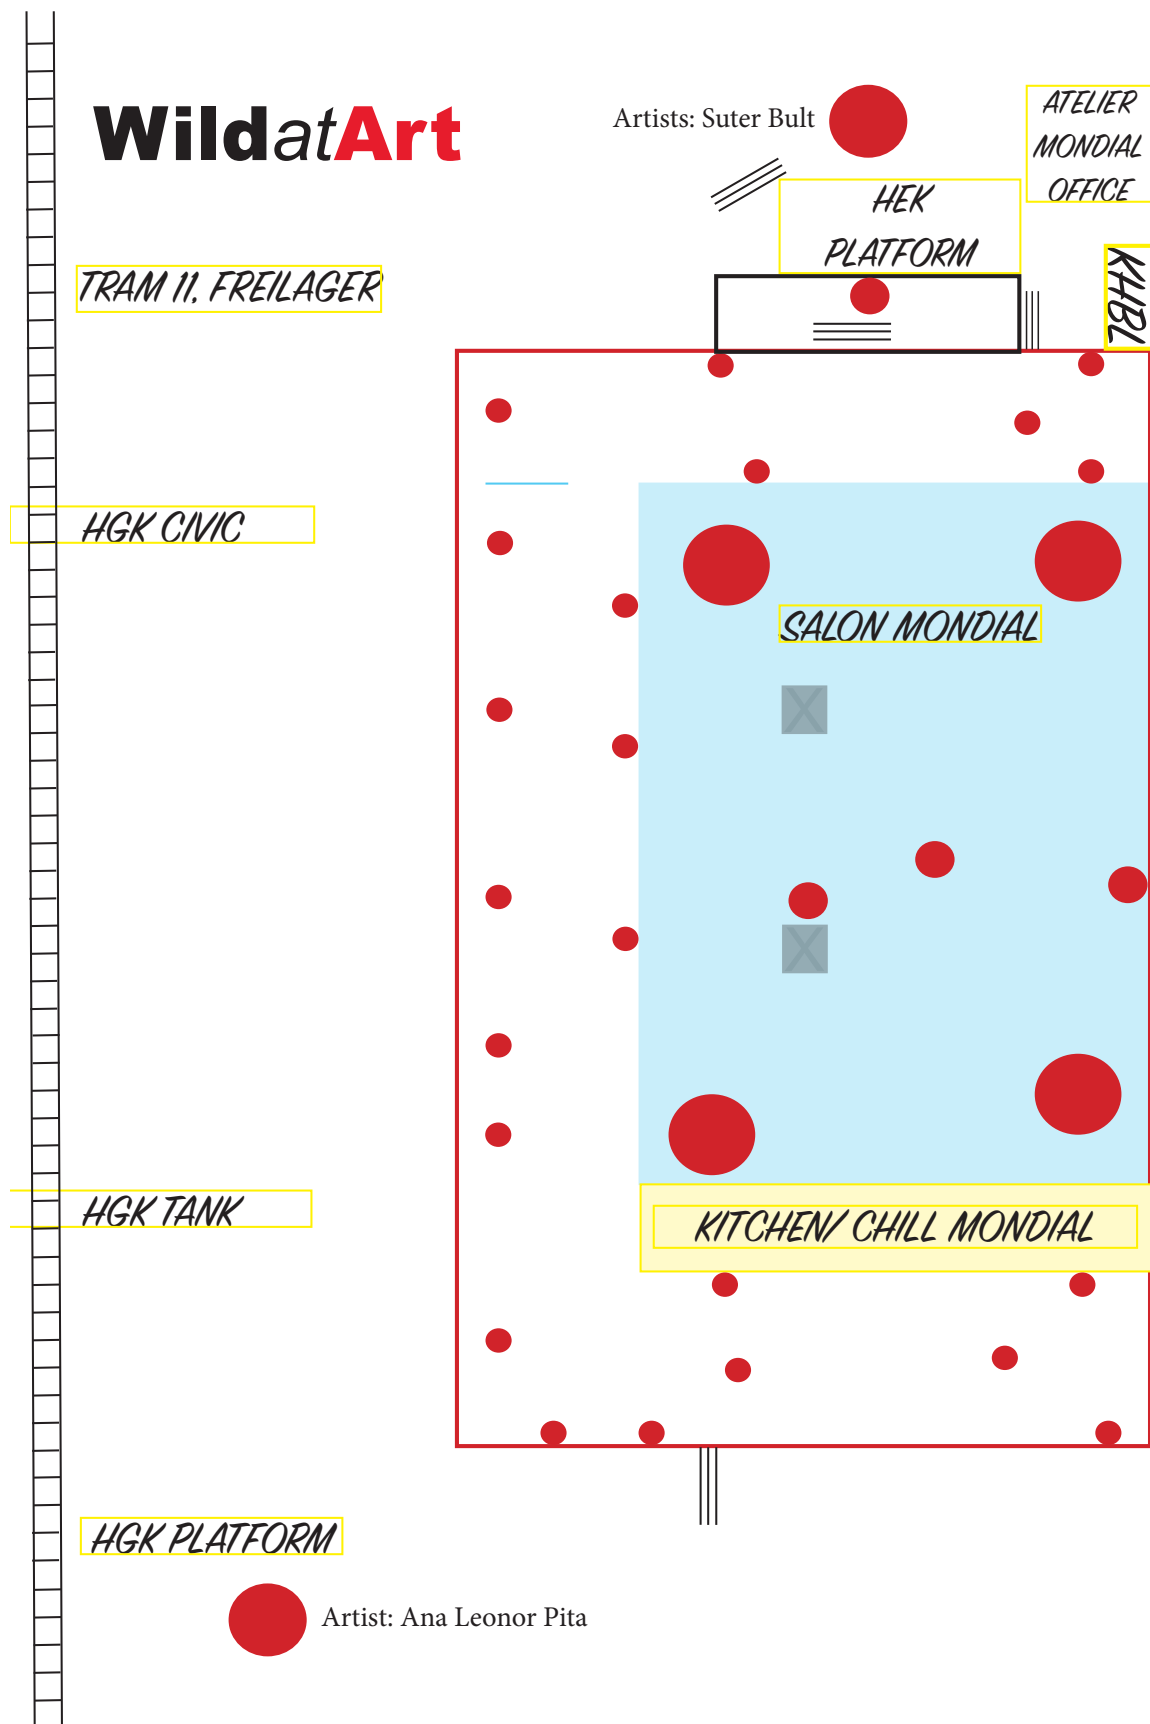 WildatArt
Artists: Suter Bult
ATELIER
MONDIAL
OFFICE
HEK
PLATFORM
KHBL
TRAM 11, FREILAGER
HGK CIVIC
SALON MONDIAL
X
X
HGK TANK
KITCHEN/ CHILL MONDIAL
HGK PLATFORM
Artist: Ana Leonor Pita